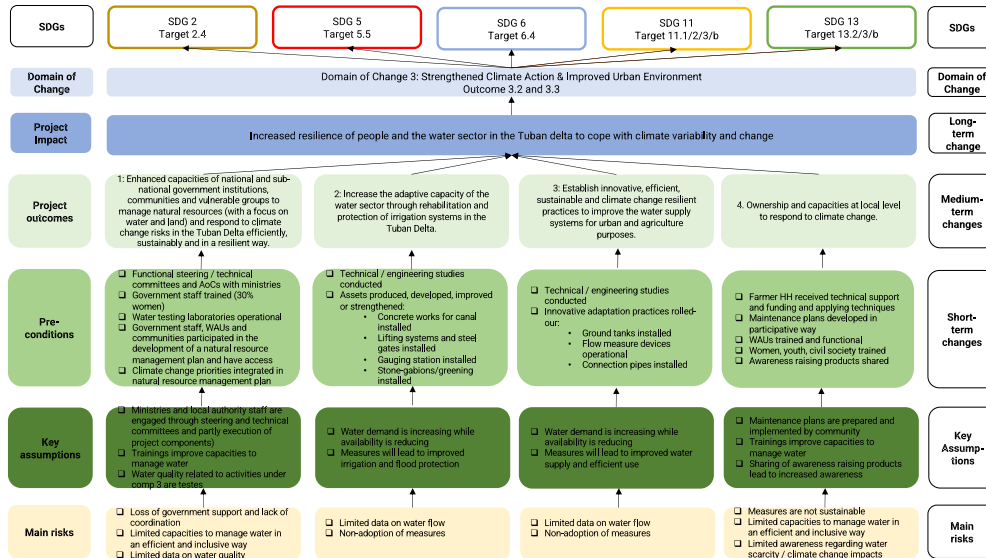 SDGs
SDG 2
Target 2.4
SDG 5
Target 5.5
SDG 6
Target 6.4
SDG 11
Target 11.1/2/3/b
SDG 13
Target 13.2/3/b
SDGs
Domain of
Change
Domain of Change 3: Strengthened Climate Action & Improved Urban Environment
Outcome 3.2 and 3.3
Domain of
Change
Project
Impact
Increased resilience of people and the water sector in the Tuban delta to cope with climate variability and change
Long-
term
change
Project
outcomes
1: Enhanced capacities of national and sub-
national government institutions,
communities and vulnerable groups to
manage natural resources (with a focus on
water and land) and respond to climate
change risks in the Tuban Delta efficiently,
sustainably and in a resilient way.
2: Increase the adaptive capacity of the
water sector through rehabilitation and
protection of irrigation systems in the
Tuban Delta.
3: Establish innovative, efficient,
sustainable and climate change resilient
practices to improve the water supply
systems for urban and agriculture
purposes.
4. Ownership and capacities at local level
to respond to climate change.
Medium-
term
changes
Pre-
conditions
❑ Functional steering / technical
committees and AoCs with ministries
❑ Government staff trained (30%
women)
❑ Water testing laboratories operational
❑ Government staff, WAUs and
communities participated in the
development of a natural resource
management plan and have access
❑ Climate change priorities integrated in
natural resource management plan
❑ Technical / engineering studies
conducted
❑ Assets produced, developed, improved
or strengthened:
• Concrete works for canal
installed
• Lifting systems and steel
gates installed
• Gauging station installed
• Stone-gabions/greening
installed
❑ Technical / engineering studies
conducted
❑ Innovative adaptation practices rolled-
our:
• Ground tanks installed
• Flow measure devices
operational
• Connection pipes installed
❑ Farmer HH received technical support
and funding and applying techniques
❑ Maintenance plans developed in
participative way
❑ WAUs trained and functional
❑ Women, youth, civil society trained
❑ Awareness raising products shared
Short-
term
changes
Key
assumptions
❑ Ministries and local authority staff are
engaged through steering and technical
committees and partly execution of
project components)
❑ Trainings improve capacities to
manage water
❑ Water quality related to activities under
comp 3 are testes
❑ Water demand is increasing while
availability is reducing
❑ Measures will lead to improved
irrigation and flood protection
❑ Water demand is increasing while
availability is reducing
❑ Measures will lead to improved water
supply and efficient use
❑ Maintenance plans are prepared and
implemented by community
❑ Trainings improve capacities to
manage water
❑ Sharing of awareness raising products
lead to increased awareness
Key
Assump-
tions
Main risks
❑ Loss of government support and lack of
coordination
❑ Limited capacities to manage water in
an efficient and inclusive way
❑ Limited data on water quality
❑ Limited data on water flow
❑ Non-adoption of measures
❑ Limited data on water flow
❑ Non-adoption of measures
❑ Measures are not sustainable
❑ Limited capacities to manage water in
an efficient and inclusive way
❑ Limited awareness regarding water
scarcity / climate change impacts
Main
risks